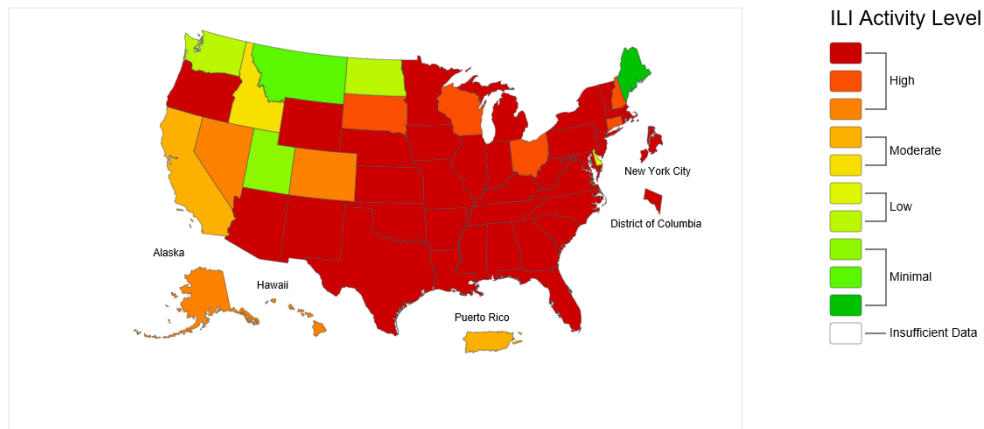 ILI Activity Level
High
Moderate
Low
Minimal
Insufficient Data
New York City
District of Columbia
Alaska
Hawaii
Puerto Rico